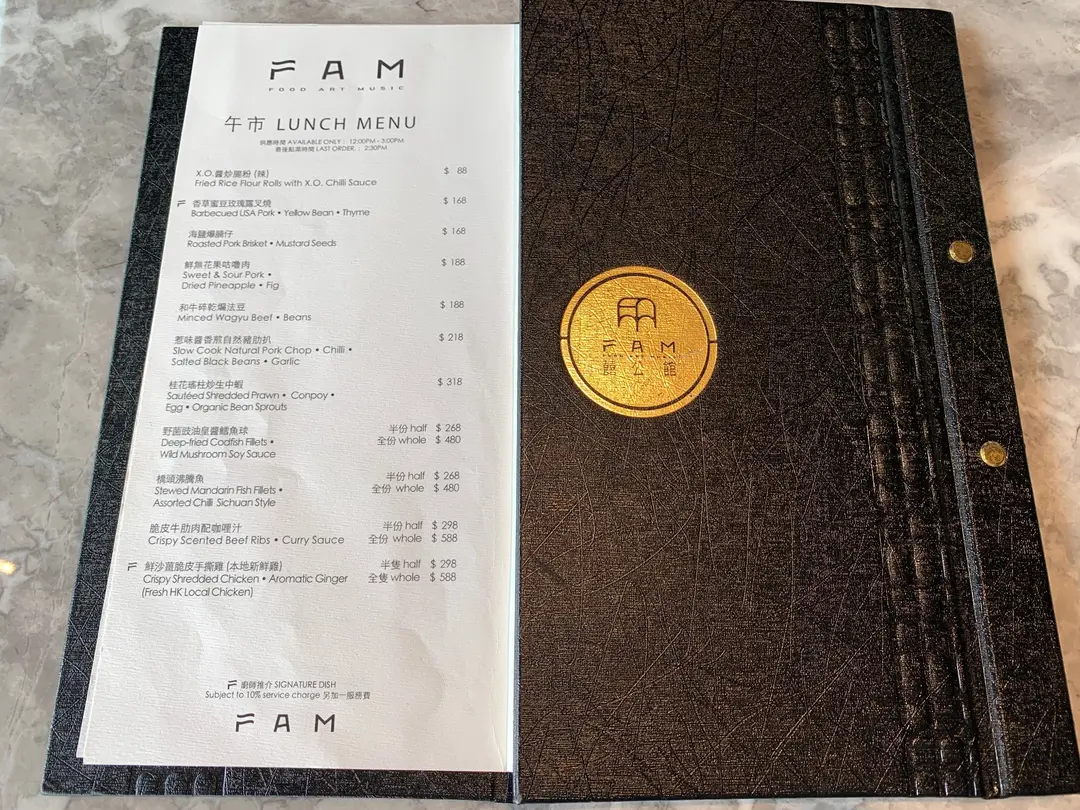 FAM
FOOD ART MUSIC
午市 LUNCH MENU
供應時間 AVAILABLE ONLY : 12:00PM - 3:00PM
最後點菜時間 LAST ORDER : 2:30PM
X.O.醬炒腸粉 (辣) $ 88
Fried Rice Flour Rolls with X.O. Chilli Sauce
香草蜜豆玫瑰露叉燒 $ 168
Barbecued USA Pork • Yellow Bean • Thyme
海鹽爆腩仔 $ 168
Roasted Pork Brisket • Mustard Seeds
鮮無花果咕嚕肉 $ 188
Sweet & Sour Pork •
Dried Pineapple • Fig
和牛碎乾煸法豆 $ 188
Minced Wagyu Beef • Beans
惹味醬香煎自然豬肋扒 $ 218
Slow Cook Natural Pork Chop • Chilli •
Salted Black Beans • Garlic
桂花瑤柱炒生中蝦 $ 318
Sautéed Shredded Prawn • Conpoy •
Egg • Organic Bean Sprouts
野菌豉油皇醬鱈魚球 半份 half $ 268
Deep-fried Codfish Fillets • 全份 whole $ 480
Wild Mushroom Soy Sauce
橋頭沸騰魚 半份 half $ 268
Stewed Mandarin Fish Fillets • 全份 whole $ 480
Assorted Chilli Sichuan Style
脆皮牛肋肉配咖喱汁 半份 half $ 298
Crispy Scented Beef Ribs • Curry Sauce 全份 whole $ 588
鮮沙薑脆皮手撕雞 (本地新鮮雞) 半隻 half $ 298
Crispy Shredded Chicken • Aromatic Ginger 全隻 whole $ 588
(Fresh HK Local Chicken)
廚師推介 SIGNATURE DISH
Subject to 10% service charge 另加一服務費
FAM
FAM
公館